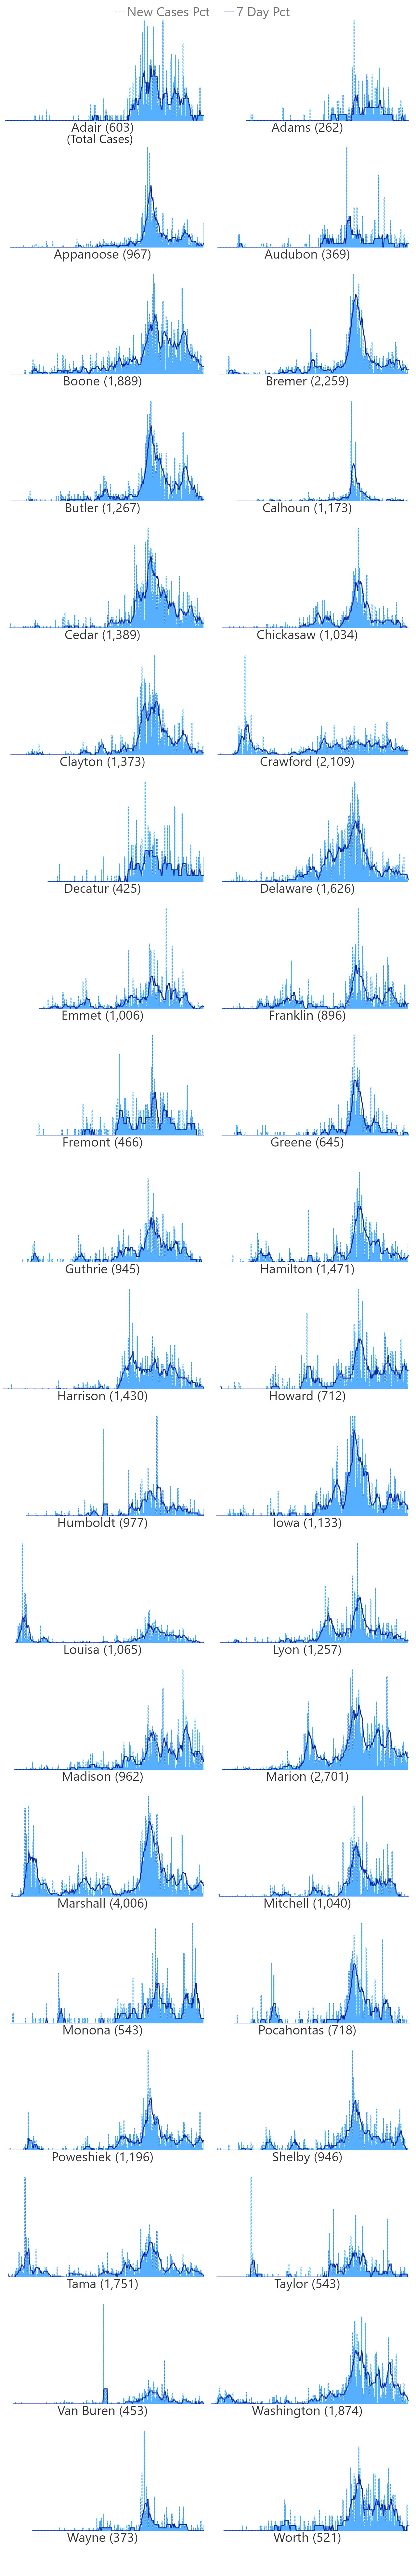 New Cases Pct 7 Day Pct
Adair (603) Adams (262)
(Total Cases)
Appanoose (967) Audubon (369)
Boone (1,889) Bremer (2,259)
Butler (1,267) Calhoun (1,173)
Cedar (1,389) Chickasaw (1,034)
Clayton (1,373) Crawford (2,109)
Decatur (425) Delaware (1,626)
Emmet (1,006) Franklin (896)
Fremont (466) Greene (645)
Guthrie (945) Hamilton (1,471)
Harrison (1,430) Howard (712)
Humboldt (977) Iowa (1,133)
Louisa (1,065) Lyon (1,257)
Madison (962) Marion (2,701)
Marshall (4,006) Mitchell (1,040)
Monona (543) Pocahontas (718)
Poweshiek (1,196) Shelby (946)
Tama (1,751) Taylor (543)
Van Buren (453) Washington (1,874)
Wayne (373) Worth (521)